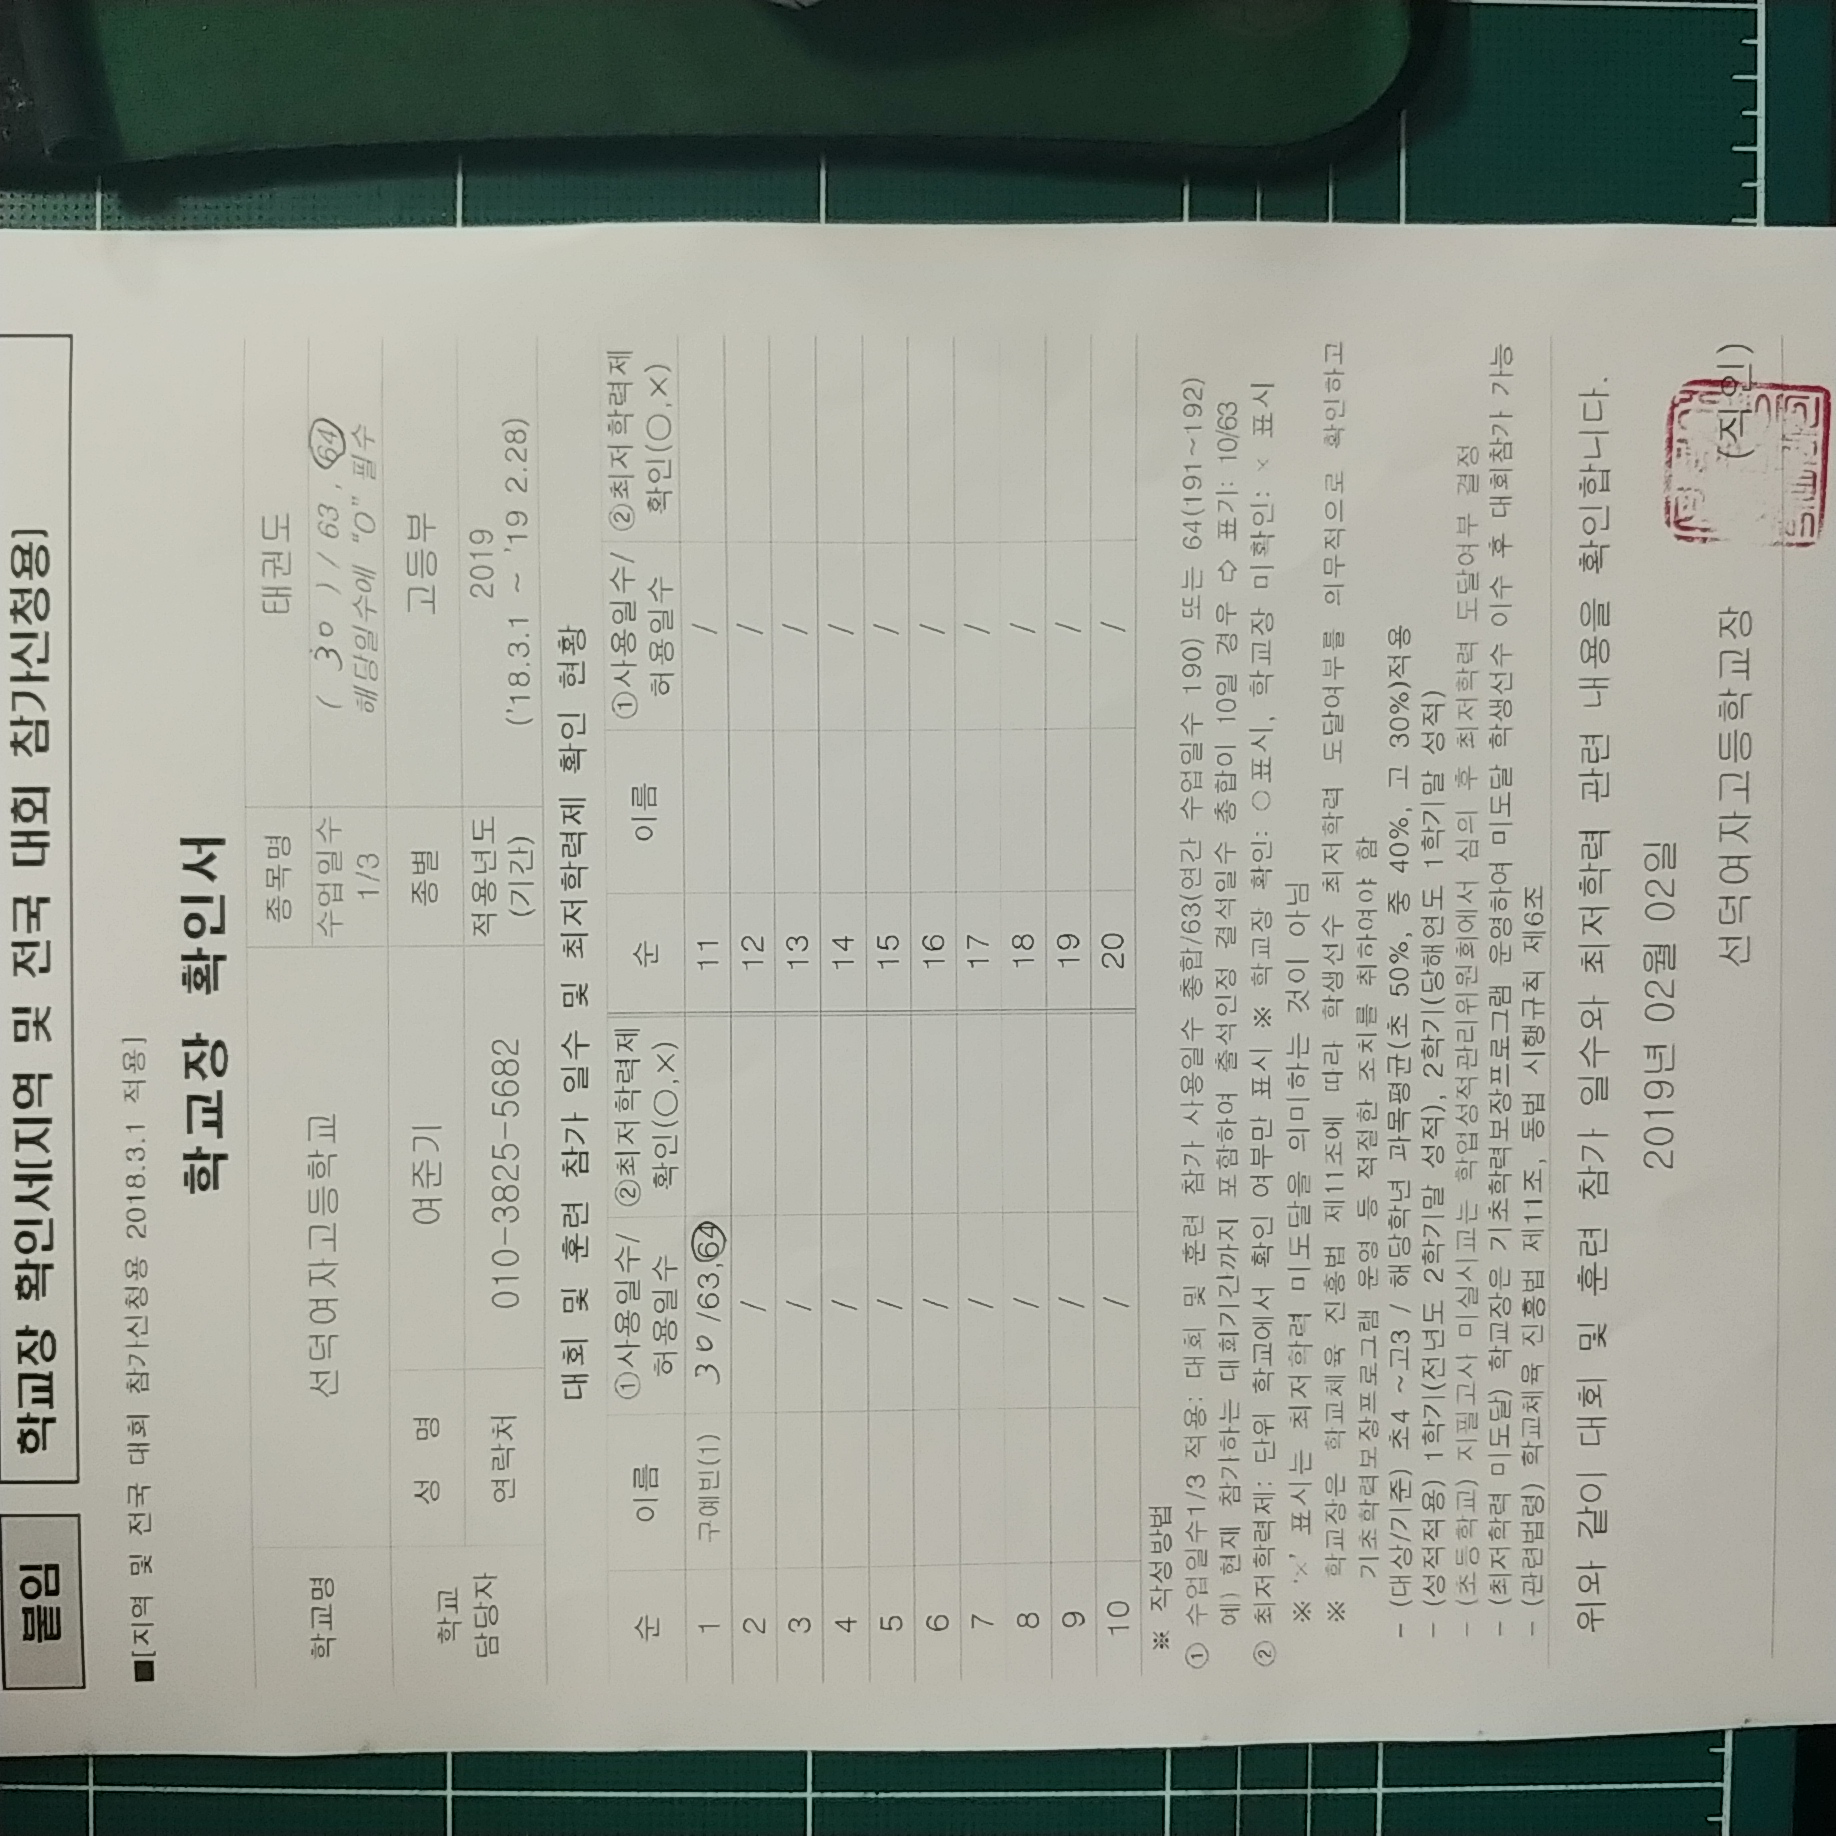 붙임
학교장 확인서[지역 및 전국 대회 참가신청용]
■[지역 및 전국 대회 참가신청용 2018.3.1 적용]
학교장 확인서
학교명 선덕여자고등학교 종목명 태권도
수업일수 1/3 ( 30 ) / 63, 64
해당일수에 "O" 필수
학교 담당자 성 명 여준기 종별 고등부
연락처 010-3825-5682 적용년도 (기간) 2019
('18.3.1 ~ '19 2.28)
대회 및 훈련 참가 일수 및 최저학력제 확인 현황
순 이름 ①사용일수/허용일수 ②최저학력제 확인(○,×) 순 이름 ①사용일수/허용일수 ②최저학력제 확인(○,×)
1 구예빈(1) 30 /63,64 11 /
2 / 12 /
3 / 13 /
4 / 14 /
5 / 15 /
6 / 16 /
7 / 17 /
8 / 18 /
9 / 19 /
10 / 20 /
※ 작성방법
① 수업일수1/3 적용: 대회 및 훈련 참가 사용일수 총합/63(연간 수업일수 190) 또는 64(191~192)
예) 현재 참가하는 대회기간까지 포함하여 출석인정 결석일수 총합이 10일 경우 ⇨ 표기: 10/63
② 최저학력제: 단위 학교에서 확인 여부만 표시 ※ 학교장 확인: ○표시, 학교장 미확인: × 표시
※ '×' 표시는 최저학력 미도달을 의미하는 것이 아님
※ 학교장은 학교체육 진흥법 제11조에 따라 학생선수 최저학력 도달여부를 의무적으로 확인하고
기초학력보장프로그램 운영 등 적절한 조치를 취하여야 함
- (대상/기준) 초4 ~고3 / 해당학년 과목평균(초 50%, 중 40%, 고 30%)적용
- (성적적용) 1학기(전년도 2학기말 성적), 2학기(당해연도 1학기말 성적)
- (초등학교) 지필고사 미실시교는 학업성적관리위원회에서 심의 후 최저학력 도달여부 결정
- (최저학력 미도달) 학교장은 기초학력보장프로그램 운영하여 미도달 학생선수 이수 후 대회참가 가능
- (관련법령) 학교체육 진흥법 제11조, 동법 시행규칙 제6조
위와 같이 대회 및 훈련 참가 일수와 최저학력 관련 내용을 확인합니다.
2019년 02월 02일
선덕여자고등학교장 (직인)